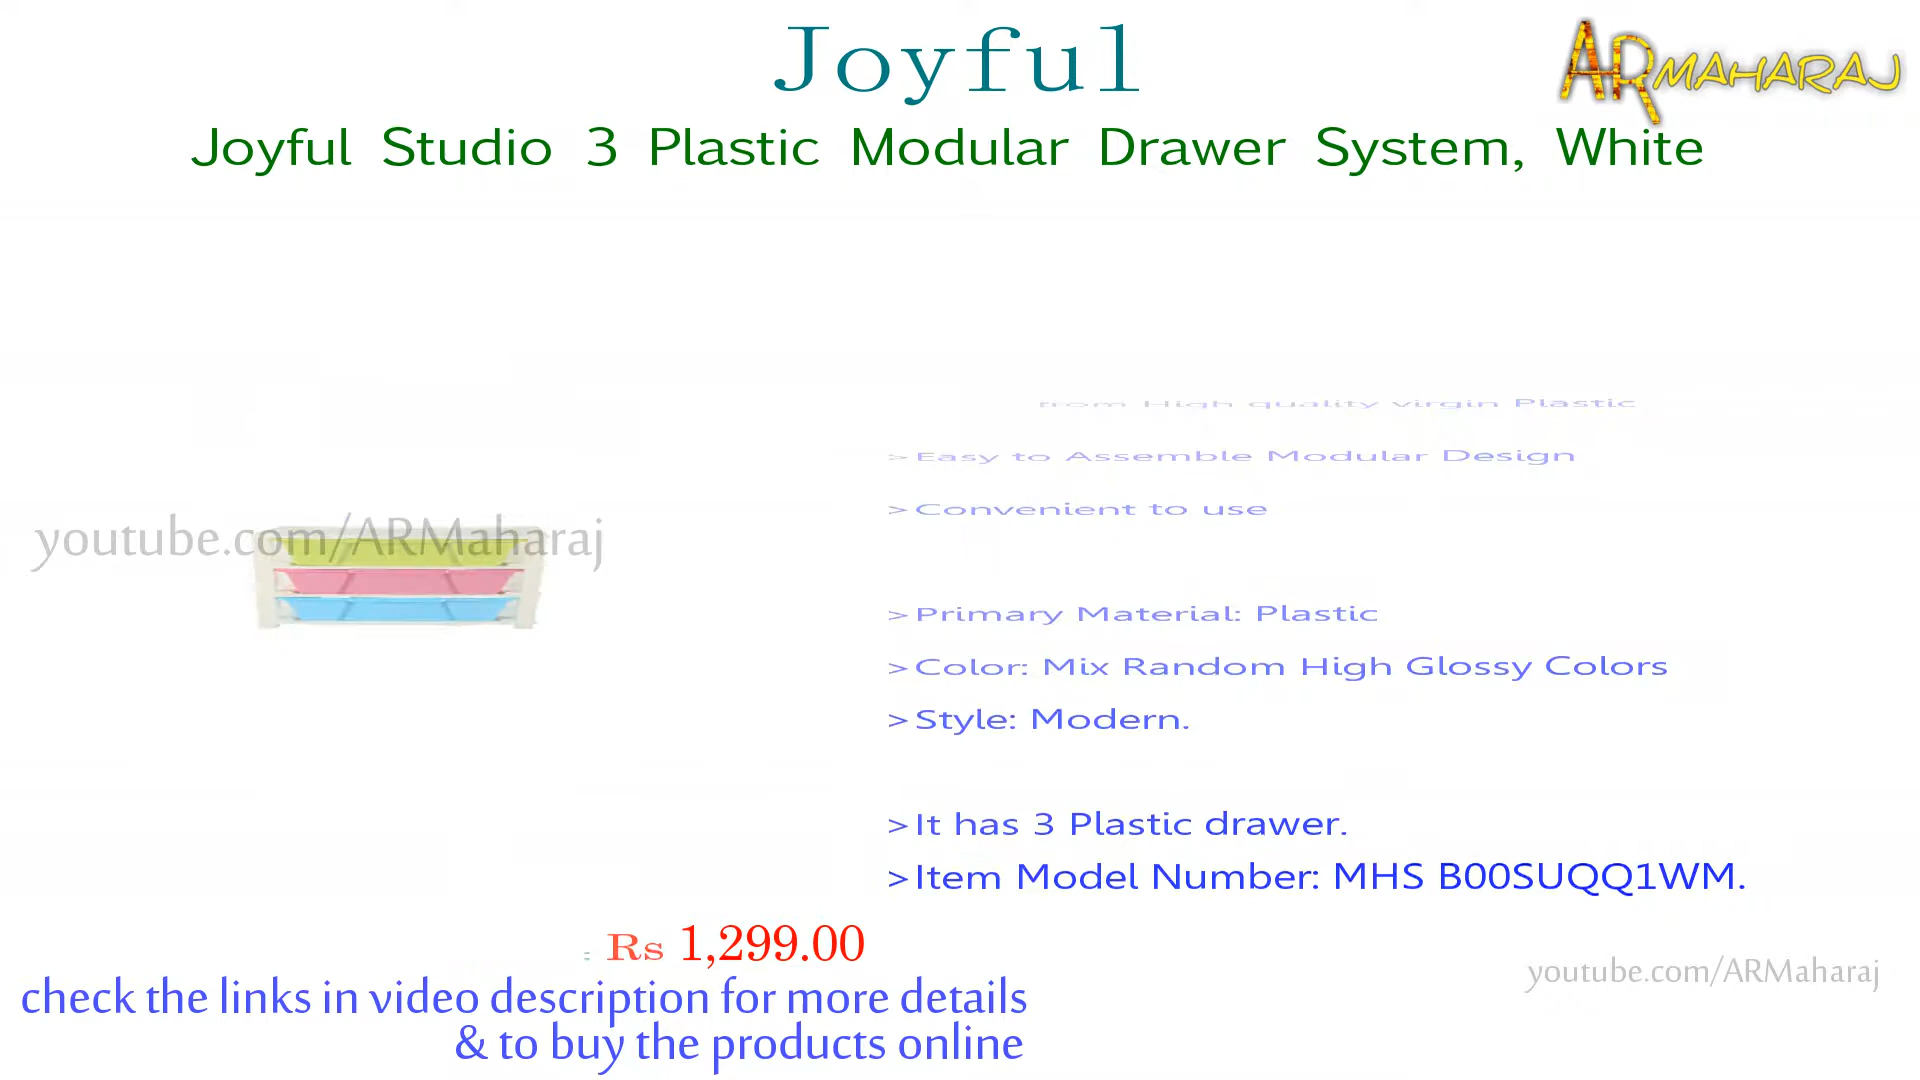 Joyful
ARMAHARAJ
Joyful Studio 3 Plastic Modular Drawer System, White
from High quality virgin Plastic
>Easy to Assemble Modular Design
>Convenient to use
youtube.com/ARMaharaj
>Primary Material: Plastic
>Color: Mix Random High Glossy Colors
>Style: Modern.
>It has 3 Plastic drawer.
>Item Model Number: MHS B00SUQQ1WM.
: Rs 1,299.00
youtube.com/ARMaharaj
check the links in video description for more details
& to buy the products online